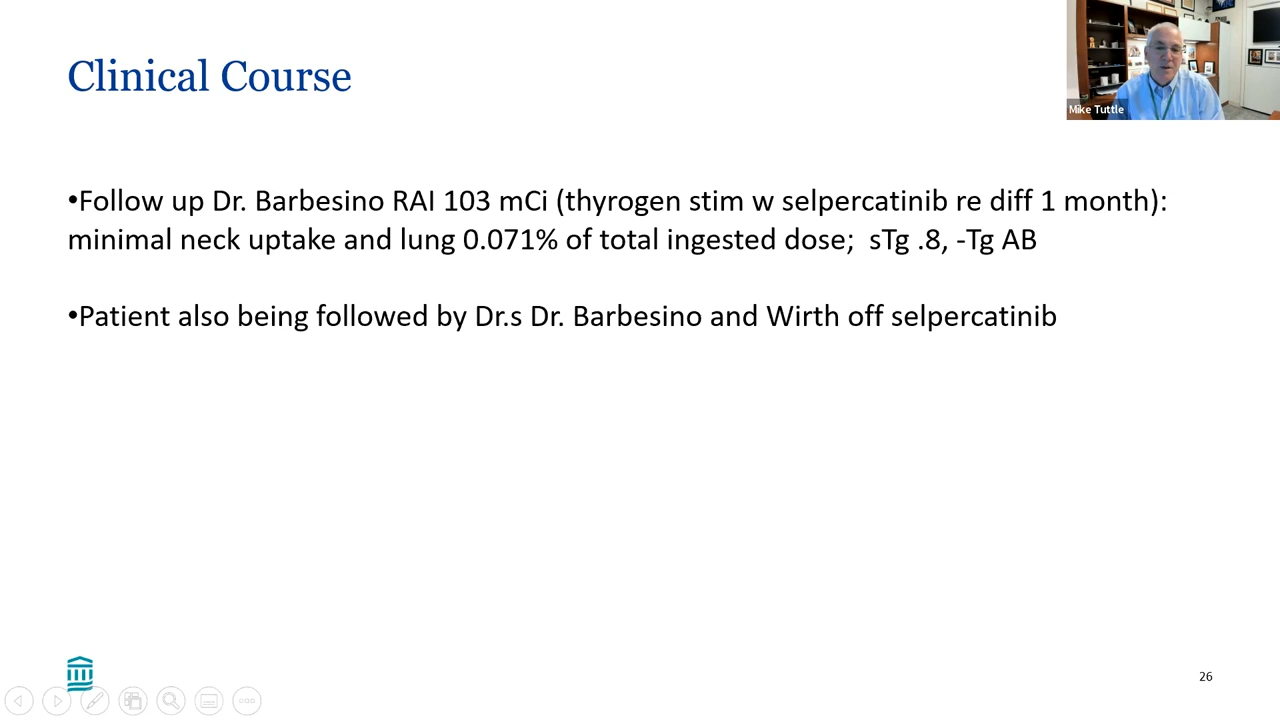 Clinical Course
Mike Tuttle
•Follow up Dr. Barbesino RAI 103 mCi (thyrogen stim w selpercatinib re diff 1 month):
minimal neck uptake and lung 0.071% of total ingested dose;  sTg .8, -Tg AB
•Patient also being followed by Dr.s Dr. Barbesino and Wirth off selpercatinib
26